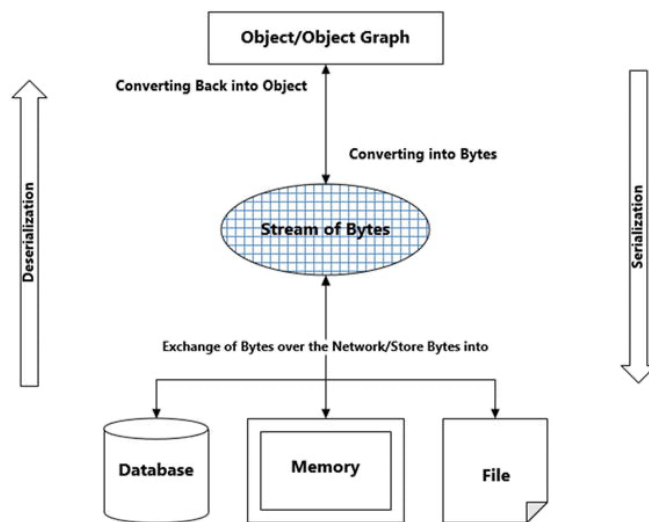 Object/Object Graph
Converting Back into Object
Converting into Bytes
Deserialization
Stream of Bytes
Serialization
Exchange of Bytes over the Network/Store Bytes into
Database
Memory
File